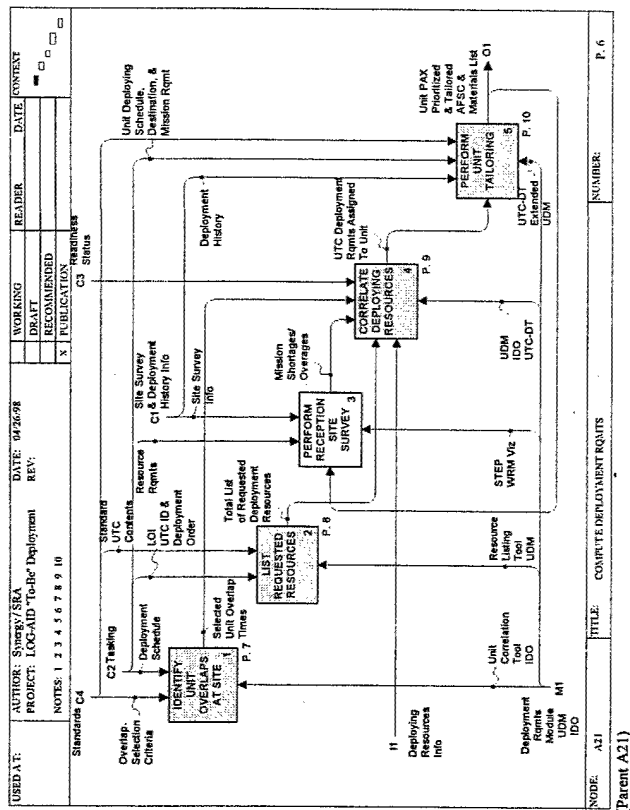 USED AT:
AUTHOR: Synergy / SRA
PROJECT: LOG-AID "To-Be" Deployment
NOTES: 1 2 3 4 5 6 7 8 9 10
DATE: 04/26/98
REV:
WORKING
DRAFT
RECOMMENDED
X PUBLICATION
READER
DATE
CONTEXT
Standards C4
C2 Tasking
Standard
UTC
Contents
C3 Readiness
Status
Overlap-
Selection
Criteria
Deployment
Schedule
LOI
UTC ID &
Deployment
Order
Resource
Rqmts
Site Survey
C1 & Deployment
History Info
Site Survey
Info
Deployment
History
Unit Deploying
Schedule,
Destination, &
Mission Rqmt
IDENTIFY
UNIT
OVERLAPS
AT SITE
1
P. 7
Selected
Unit Overlap
Times
LIST
REQUESTED
RESOURCES
2
P. 8
Total List
of Requested
Deployment
Resources
PERFORM
RECEPTION
SITE
SURVEY
3
Mission
Shortages/
Overages
CORRELATE
DEPLOYING
RESOURCES
4
P. 9
UTC Deployment
Rqmts Assigned
To Unit
PERFORM
UNIT
TAILORING
5
P. 10
Unit PAX
Prioritized
& Tailored
AFSC &
Materials List
O1
I1
Deploying
Resources
Info
Deployment
Rqmts
Module
UDM
IDO
M1
Unit
Correlation
Tool
IDO
Resource
Listing
Tool
UDM
STEP
WRM Viz
UDM
IDO
UTC-DT
UTC-DT
Extended
UDM
NODE: A21
TITLE: COMPUTE DEPLOYMENT RQMTS
NUMBER:
P. 6
(Parent A21)